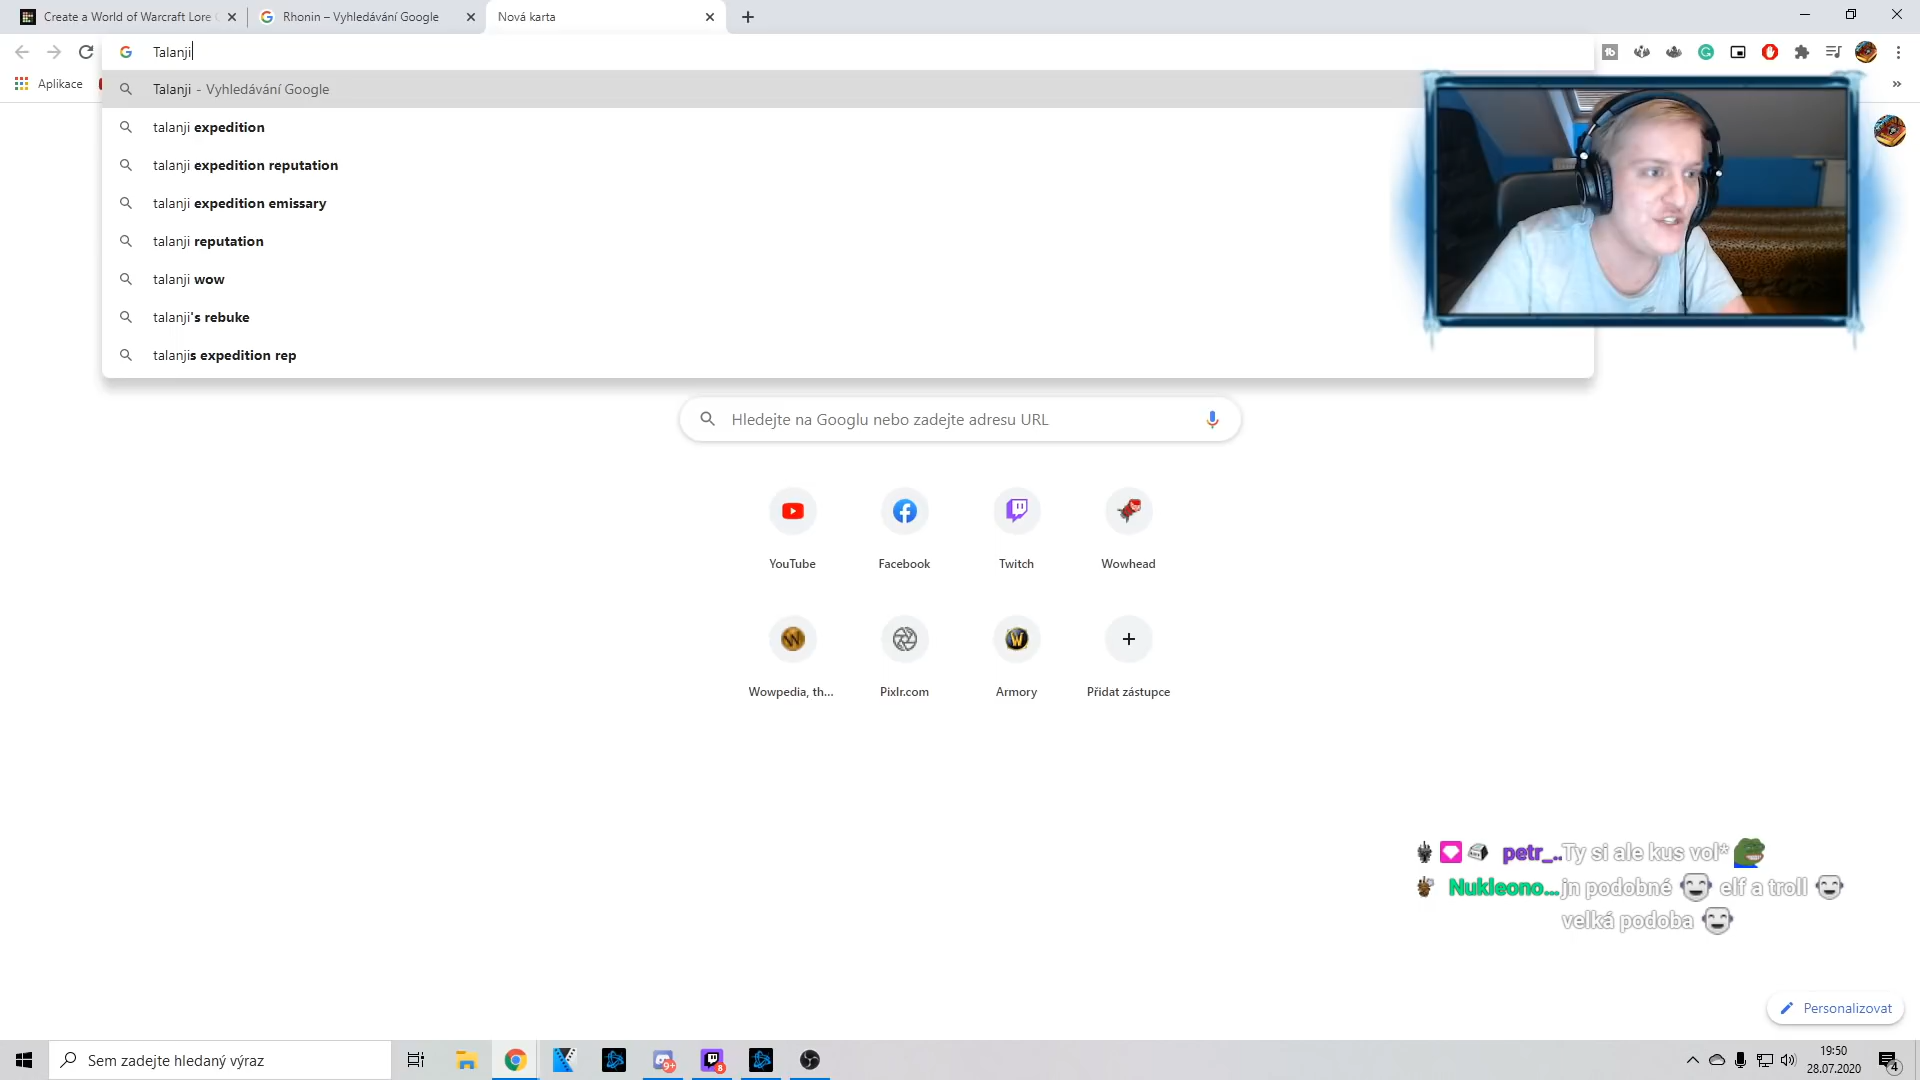 Create a World of Warcraft Lore
Rhonin – Vyhledávání Google
Nová karta
Talanji
Aplikace
Talanji - Vyhledávání Google
talanji expedition
talanji expedition reputation
talanji expedition emissary
talanji reputation
talanji wow
talanji's rebuke
talanjis expedition rep
Hledejte na Googlu nebo zadejte adresu URL
YouTube
Facebook
Twitch
Wowhead
Wowpedia, th...
Pixlr.com
Armory
Přidat zástupce
petr_..Ty si ale kus vol*
Nukleono...jn podobné elf a troll
velká podoba
Personalizovat
Sem zadejte hledaný výraz
9+
8
19:50
28.07.2020
4